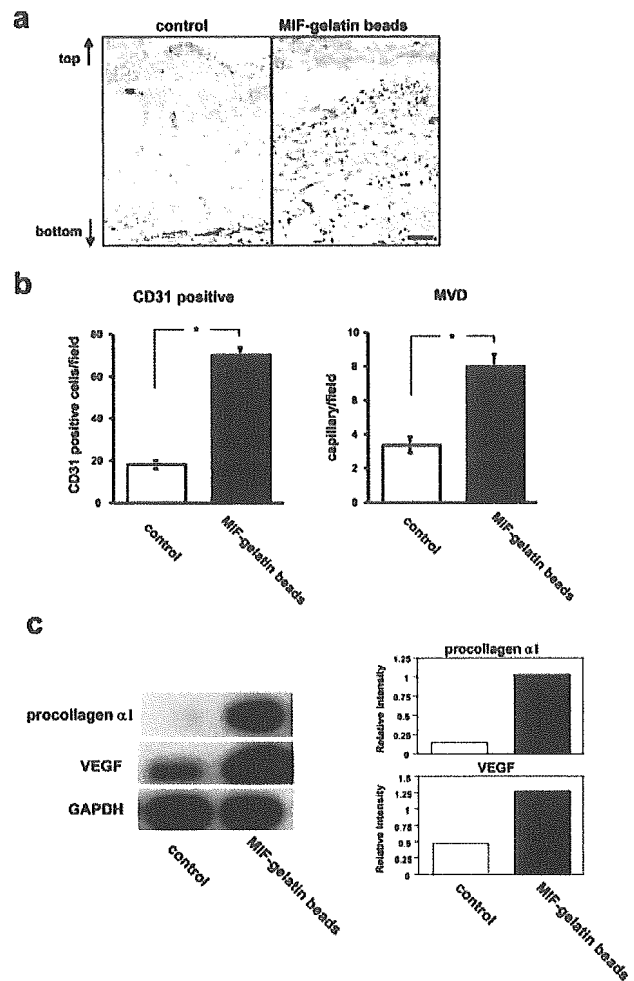 a
control MIF-gelatin beads
top
bottom
b
CD31 positive
CD31 positive cells/field
80
60
40
20
0
*
control
MIF-gelatin beads
MVD
capillary/field
10
8
6
4
2
0
*
control
MIF-gelatin beads
c
procollagen α1
VEGF
GAPDH
control
MIF-gelatin beads
procollagen α1
Relative Intensity
1.25
1
0.75
0.5
0.25
0
VEGF
Relative Intensity
1.5
1.25
1
0.75
0.5
0.25
0
control
MIF-gelatin beads